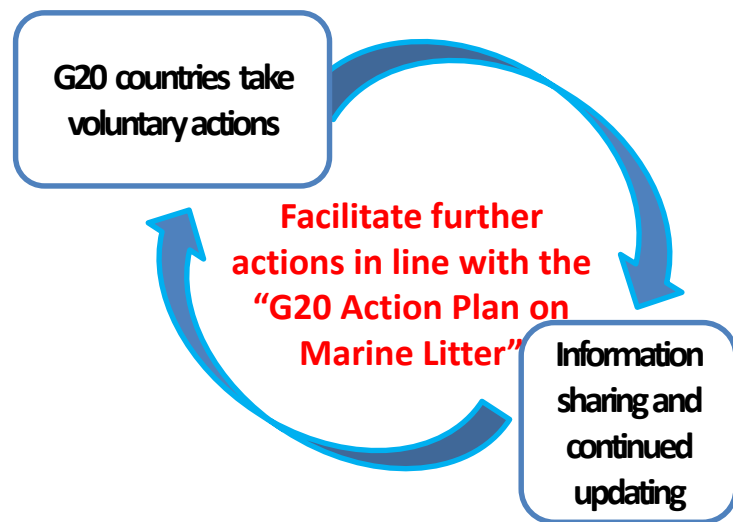 G20 countries take
voluntary actions
Facilitate further
actions in line with the
“G20 Action Plan on
Marine Litter”
Information
sharing and
continued
updating